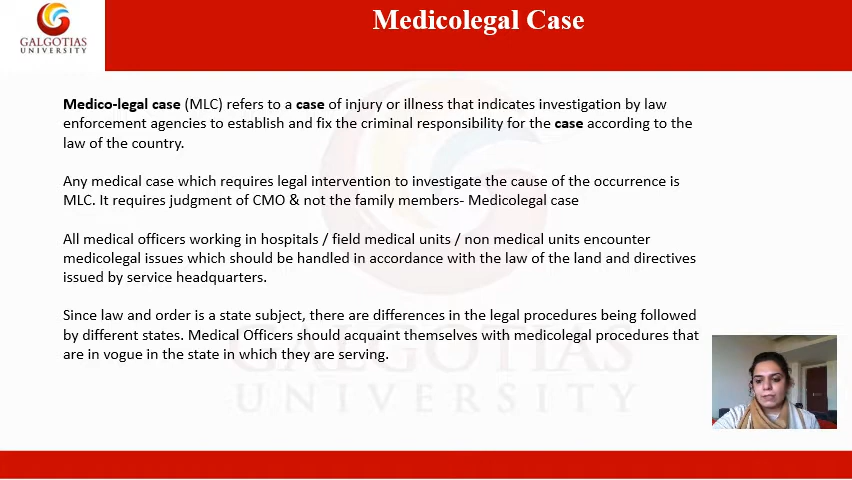 GALGOTIAS
UNIVERSITY
Medicolegal Case
Medico-legal case (MLC) refers to a case of injury or illness that indicates investigation by law
enforcement agencies to establish and fix the criminal responsibility for the case according to the
law of the country.
Any medical case which requires legal intervention to investigate the cause of the occurrence is
MLC. It requires judgment of CMO & not the family members- Medicolegal case
All medical officers working in hospitals / field medical units / non medical units encounter
medicolegal issues which should be handled in accordance with the law of the land and directives
issued by service headquarters.
Since law and order is a state subject, there are differences in the legal procedures being followed
by different states. Medical Officers should acquaint themselves with medicolegal procedures that
are in vogue in the state in which they are serving.
GALGOTIAS
UNIVERSITY